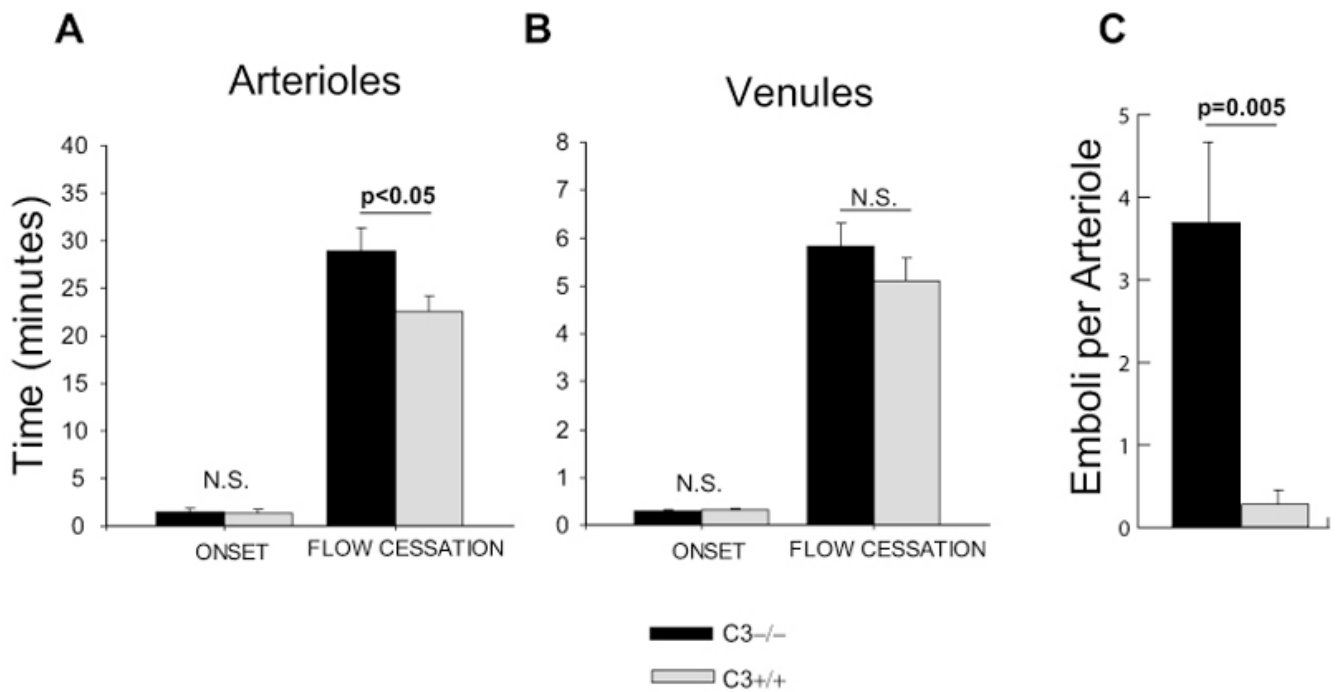 A
Arterioles
Time (minutes)
40
35
30
25
20
15
10
5
0
p<0.05
N.S.
ONSET
FLOW CESSATION
B
Venules
8
7
6
5
4
3
2
1
0
N.S.
N.S.
ONSET
FLOW CESSATION
C
Emboli per Arteriole
5
4
3
2
1
0
p=0.005
C3–/–
C3+/+